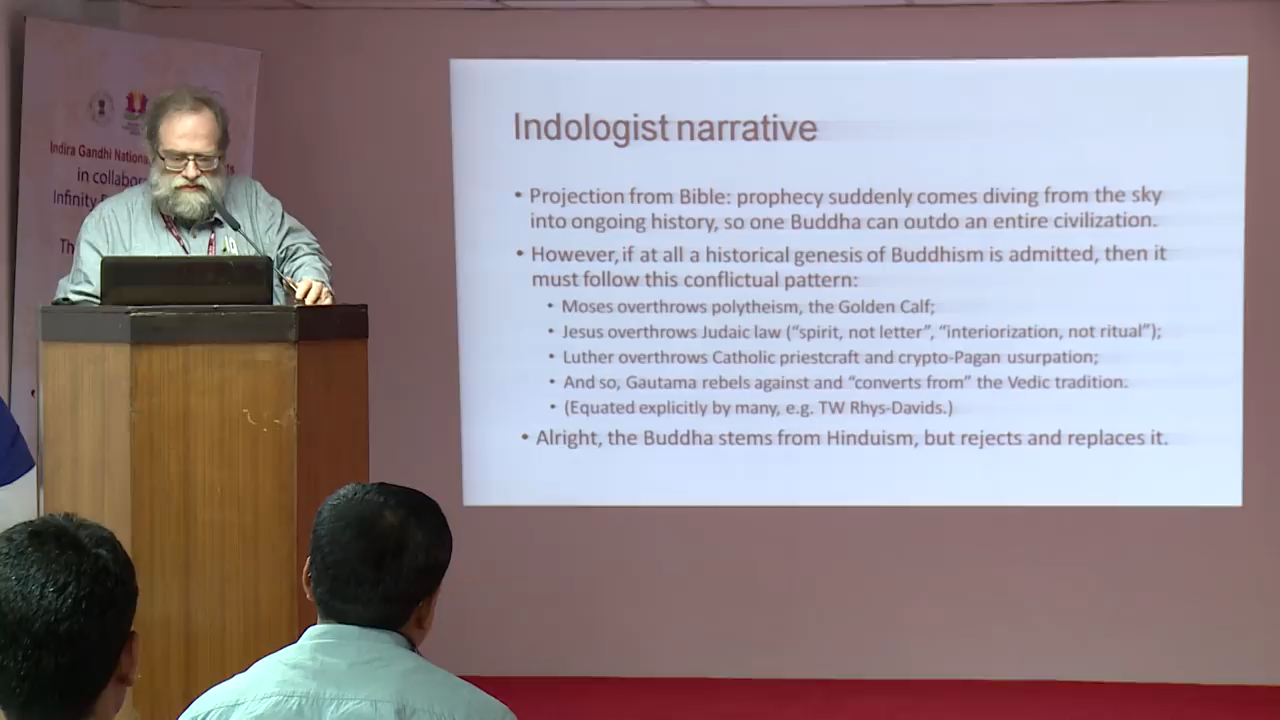 Indira Gandhi National
in collabor
Infinity F
Th
Indologist narrative
• Projection from Bible: prophecy suddenly comes diving from the sky
into ongoing history, so one Buddha can outdo an entire civilization.
• However, if at all a historical genesis of Buddhism is admitted, then it
must follow this conflictual pattern:
• Moses overthrows polytheism, the Golden Calf;
• Jesus overthrows Judaic law (“spirit, not letter”, “interiorization, not ritual”);
• Luther overthrows Catholic priestcraft and crypto-Pagan usurpation;
• And so, Gautama rebels against and “converts from” the Vedic tradition.
• (Equated explicitly by many, e.g. TW Rhys-Davids.)
• Alright, the Buddha stems from Hinduism, but rejects and replaces it.